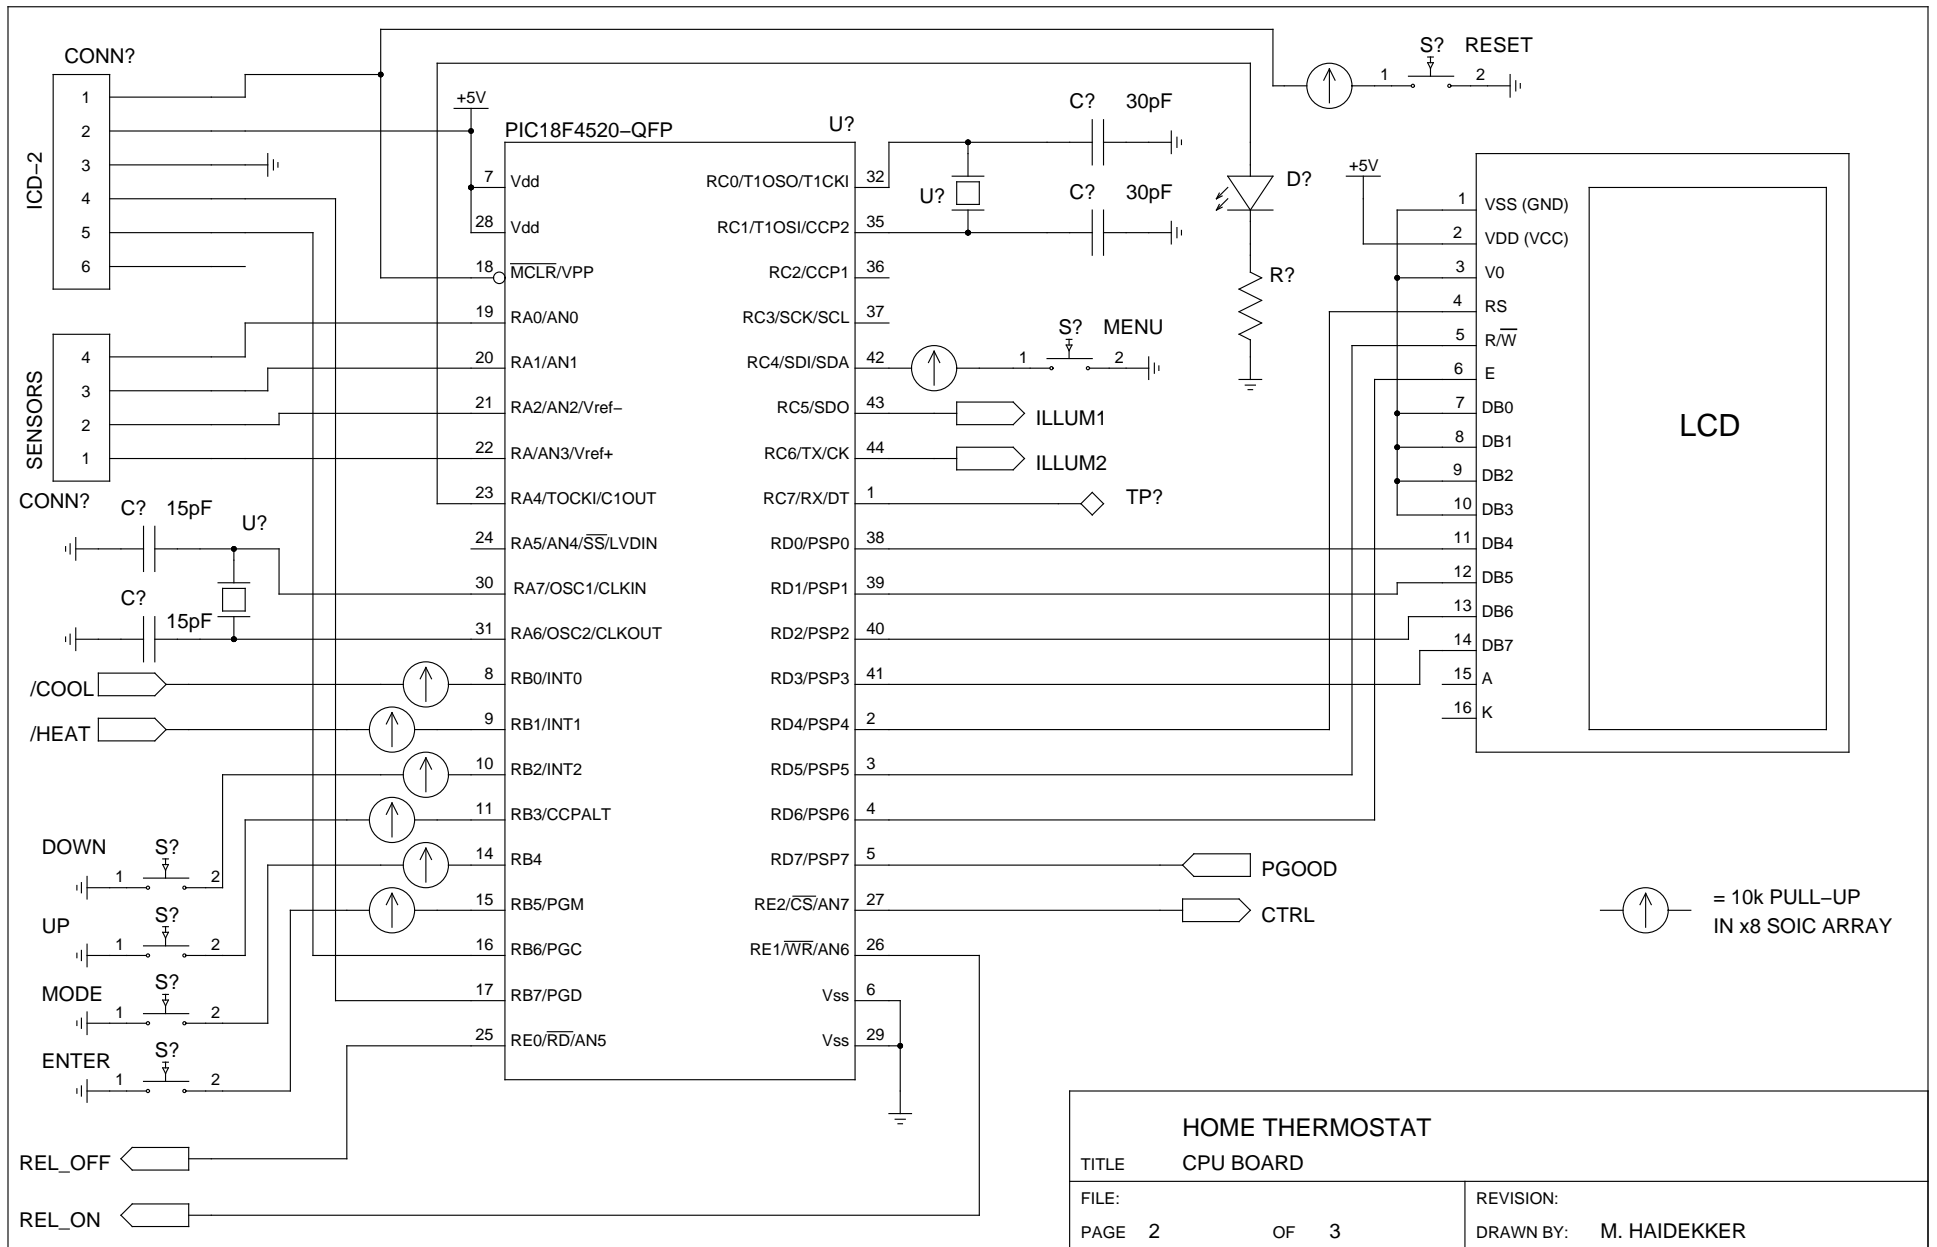 CONN?
ICD−2
1
2
3
4
5
6
SENSORS
4
3
2
1
CONN?
+5V
PIC18F4520−QFP
U?
7 Vdd
28 Vdd
18 MCLR/VPP
19 RA0/AN0
20 RA1/AN1
21 RA2/AN2/Vref−
22 RA/AN3/Vref+
23 RA4/TOCKI/C1OUT
24 RA5/AN4/SS/LVDIN
30 RA7/OSC1/CLKIN
31 RA6/OSC2/CLKOUT
8 RB0/INT0
9 RB1/INT1
10 RB2/INT2
11 RB3/CCPALT
14 RB4
15 RB5/PGM
16 RB6/PGC
17 RB7/PGD
25 RE0/RD/AN5
RC0/T1OSO/T1CKI 32
RC1/T1OSI/CCP2 35
RC2/CCP1 36
RC3/SCK/SCL 37
RC4/SDI/SDA 42
RC5/SDO 43
RC6/TX/CK 44
RC7/RX/DT 1
RD0/PSP0 38
RD1/PSP1 39
RD2/PSP2 40
RD3/PSP3 41
RD4/PSP4 2
RD5/PSP5 3
RD6/PSP6 4
RD7/PSP7 5
RE2/CS/AN7 27
RE1/WR/AN6 26
Vss 6
Vss 29
C? 15pF
U?
C?
15pF
/COOL
/HEAT
DOWN S?
1 2
UP S?
1 2
MODE S?
1 2
ENTER S?
1 2
REL_OFF
REL_ON
C? 30pF
U?
C? 30pF
D?
R?
S? MENU
1 2
ILLUM1
ILLUM2
TP?
PGOOD
CTRL
S? RESET
1 2
+5V
1 VSS (GND)
2 VDD (VCC)
3 V0
4 RS
5 R/W
6 E
7 DB0
8 DB1
9 DB2
10 DB3
11 DB4
12 DB5
13 DB6
14 DB7
15 A
16 K
LCD
= 10k PULL−UP
IN x8 SOIC ARRAY
HOME THERMOSTAT
TITLE CPU BOARD
FILE:
REVISION:
PAGE 2 OF 3
DRAWN BY: M. HAIDEKKER